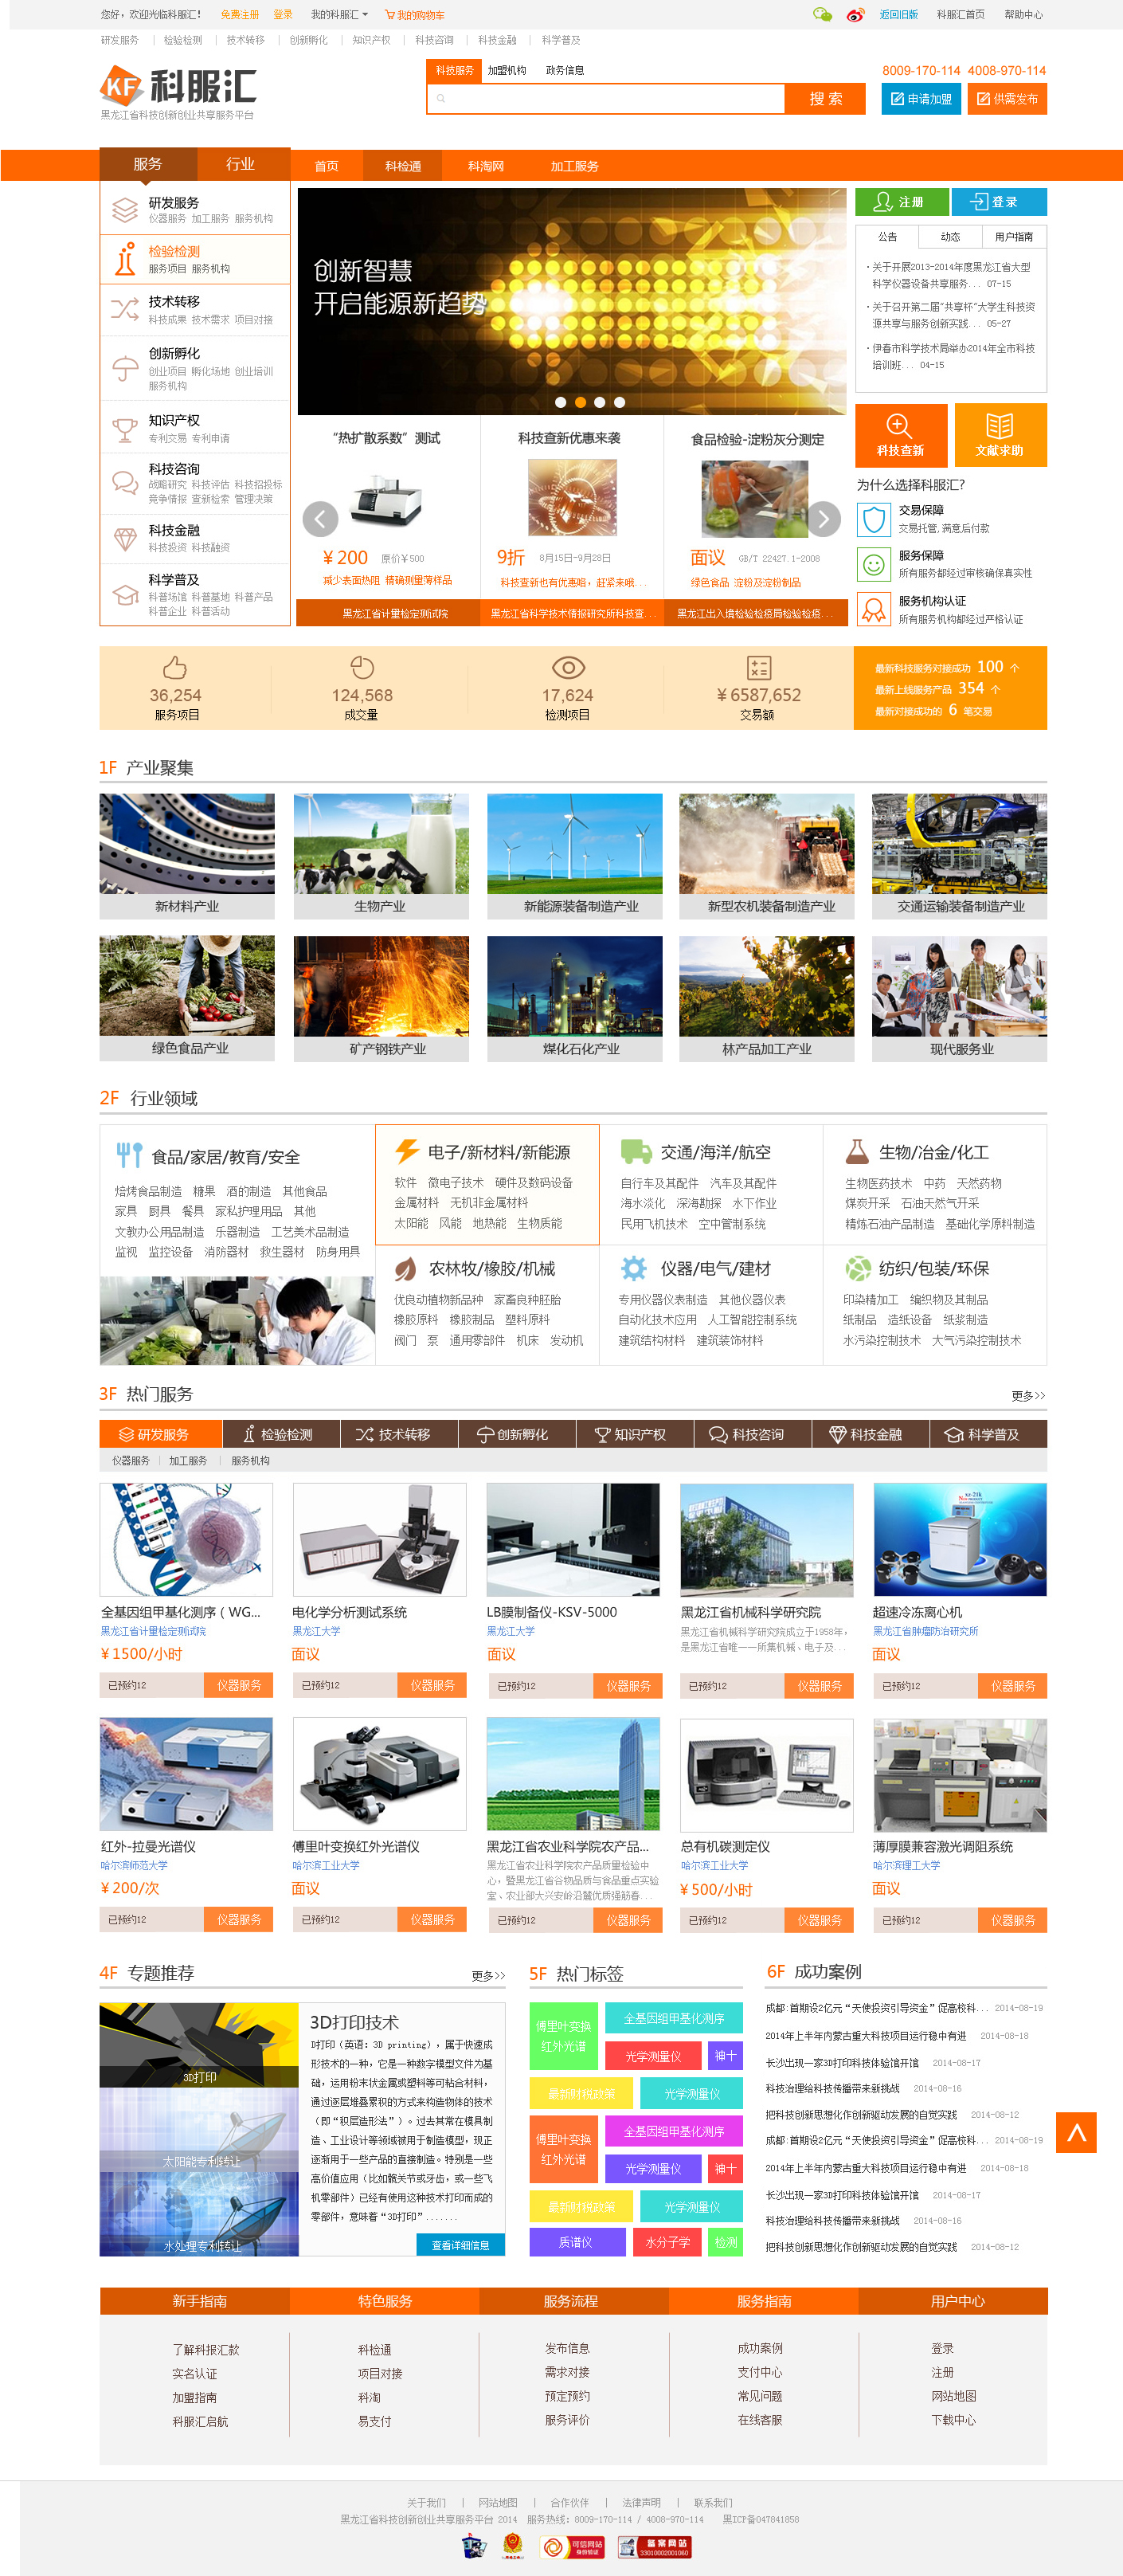 您好，欢迎光临科服汇！ 免费注册 登录 我的科服汇 我的购物车 返回旧版 科服汇首页 帮助中心
研发服务 | 检验检测 | 技术转移 | 创新孵化 | 知识产权 | 科技咨询 | 科技金融 | 科学普及
科技服务 加盟机构 政务信息
8009-170-114 4008-970-114
KF 科服汇
黑龙江省科技创新创业共享服务平台
搜 索
申请加盟 供需发布
服务 行业 首页 科检通 科淘网 加工服务
研发服务
仪器服务 加工服务 服务机构
检验检测
服务项目 服务机构
技术转移
科技成果 技术需求 项目对接
创新孵化
创业项目 孵化场地 创业培训
服务机构
知识产权
专利交易 专利申请
科技咨询
战略研究 科技评估 科技招投标
竞争情报 查新检索 管理决策
科技金融
科技投资 科技融资
科学普及
科普场馆 科普基地 科普产品
科普企业 科普活动
创新智慧
开启能源新趋势
注册 登录
公告 动态 用户指南
·关于开展2013-2014年度黑龙江省大型
科学仪器设备共享服务... 07-15
·关于召开第二届“共享杯”大学生科技资
源共享与服务创新实践... 05-27
·伊春市科学技术局举办2014年全市科技
培训班... 04-15
科技查新 文献求助
“热扩散系数”测试
¥ 200 原价¥500
减少表面热阻 精确测量薄样品
黑龙江省计量检定测试院
科技查新优惠来袭
9折 8月15日-9月28日
科技查新也有优惠啦，赶紧来哦...
黑龙江省科学技术情报研究所科技查...
食品检验-淀粉灰分测定
面议 GB/T 22427.1-2008
绿色食品 淀粉及淀粉制品
黑龙江出入境检验检疫局检验检疫...
为什么选择科服汇?
交易保障
交易托管,满意后付款
服务保障
所有服务都经过审核确保真实性
服务机构认证
所有服务机构都经过严格认证
36,254
服务项目
124,568
成交量
17,624
检测项目
¥ 6587,652
交易额
最新科技服务对接成功 100 个
最新上线服务产品 354 个
最新对接成功的 6 笔交易
1F 产业聚集
新材料产业 生物产业 新能源装备制造产业 新型农机装备制造产业 交通运输装备制造产业
绿色食品产业 矿产钢铁产业 煤化石化产业 林产品加工产业 现代服务业
2F 行业领域
食品/家居/教育/安全
焙烤食品制造 糖果 酒的制造 其他食品
家具 厨具 餐具 家私护理用品 其他
文教办公用品制造 乐器制造 工艺美术品制造
监视 监控设备 消防器材 救生器材 防身用具
电子/新材料/新能源
软件 微电子技术 硬件及数码设备
金属材料 无机非金属材料
太阳能 风能 地热能 生物质能
交通/海洋/航空
自行车及其配件 汽车及其配件
海水淡化 深海勘探 水下作业
民用飞机技术 空中管制系统
生物/冶金/化工
生物医药技术 中药 天然药物
煤炭开采 石油天然气开采
精炼石油产品制造 基础化学原料制造
农林牧/橡胶/机械
优良动植物新品种 家畜良种胚胎
橡胶原料 橡胶制品 塑料原料
阀门 泵 通用零部件 机床 发动机
仪器/电气/建材
专用仪器仪表制造 其他仪器仪表
自动化技术应用 人工智能控制系统
建筑结构材料 建筑装饰材料
纺织/包装/环保
印染精加工 编织物及其制品
纸制品 造纸设备 纸浆制造
水污染控制技术 大气污染控制技术
3F 热门服务 更多>>
研发服务 检验检测 技术转移 创新孵化 知识产权 科技咨询 科技金融 科学普及
仪器服务 | 加工服务 | 服务机构
全基因组甲基化测序（WG...
黑龙江省计量检定测试院
¥ 1500/小时
已预约12 仪器服务
电化学分析测试系统
黑龙江大学
面议
已预约12 仪器服务
LB膜制备仪-KSV-5000
黑龙江大学
面议
已预约12 仪器服务
黑龙江省机械科学研究院
黑龙江省机械科学研究院成立于1958年，
是黑龙江省唯一一所集机械、电子及...
已预约12 仪器服务
超速冷冻离心机
黑龙江省肿瘤防治研究所
面议
已预约12 仪器服务
红外-拉曼光谱仪
哈尔滨师范大学
¥ 200/次
已预约12 仪器服务
傅里叶变换红外光谱仪
哈尔滨工业大学
面议
已预约12 仪器服务
黑龙江省农业科学院农产品...
黑龙江省农业科学院农产品质量检验中
心，暨黑龙江省谷物品质与食品重点实验
室、农业部大兴安岭沿麓优质强筋春...
已预约12 仪器服务
总有机碳测定仪
哈尔滨工业大学
¥ 500/小时
已预约12 仪器服务
薄厚膜兼容激光调阻系统
哈尔滨理工大学
面议
已预约12 仪器服务
4F 专题推荐 更多>>
3D打印
太阳能专利转让
水处理专利转让
3D打印技术
D打印（英语：3D printing），属于快速成
形技术的一种，它是一种数字模型文件为基
础，运用粉末状金属或塑料等可粘合材料，
通过逐层堆叠累积的方式来构造物体的技术
（即“积层造形法”）。过去其常在模具制
造、工业设计等领域被用于制造模型，现正
逐渐用于一些产品的直接制造。特别是一些
高价值应用（比如髋关节或牙齿，或一些飞
机零部件）已经有使用这种技术打印而成的
零部件，意味着“3D打印”.......
查看详细信息
5F 热门标签
傅里叶变换
红外光谱
全基因组甲基化测序
光学测量仪 神十
最新财税政策 光学测量仪
傅里叶变换
红外光谱
全基因组甲基化测序
光学测量仪 神十
最新财税政策 光学测量仪
质谱仪 水分子学 检测
6F 成功案例
成都:首期设2亿元“天使投资引导资金”促高校科... 2014-08-19
2014年上半年内蒙古重大科技项目运行稳中有进 2014-08-18
长沙出现一家3D打印科技体验馆开馆 2014-08-17
科技治理给科技传播带来新挑战 2014-08-16
把科技创新思想化作创新驱动发展的自觉实践 2014-08-12
成都:首期设2亿元“天使投资引导资金”促高校科... 2014-08-19
2014年上半年内蒙古重大科技项目运行稳中有进 2014-08-18
长沙出现一家3D打印科技体验馆开馆 2014-08-17
科技治理给科技传播带来新挑战 2014-08-16
把科技创新思想化作创新驱动发展的自觉实践 2014-08-12
新手指南 特色服务 服务流程 服务指南 用户中心
了解科报汇款 科检通 发布信息 成功案例 登录
实名认证 项目对接 需求对接 支付中心 注册
加盟指南 科淘 预定预约 常见问题 网站地图
科服汇启航 易支付 服务评价 在线客服 下载中心
关于我们 | 网站地图 | 合作伙伴 | 法律声明 | 联系我们
黑龙江省科技创新创业共享服务平台 2014 服务热线: 8009-170-114 / 4008-970-114 黑ICP备047841858
可信网站
身份验证
备案网站
33010002001060